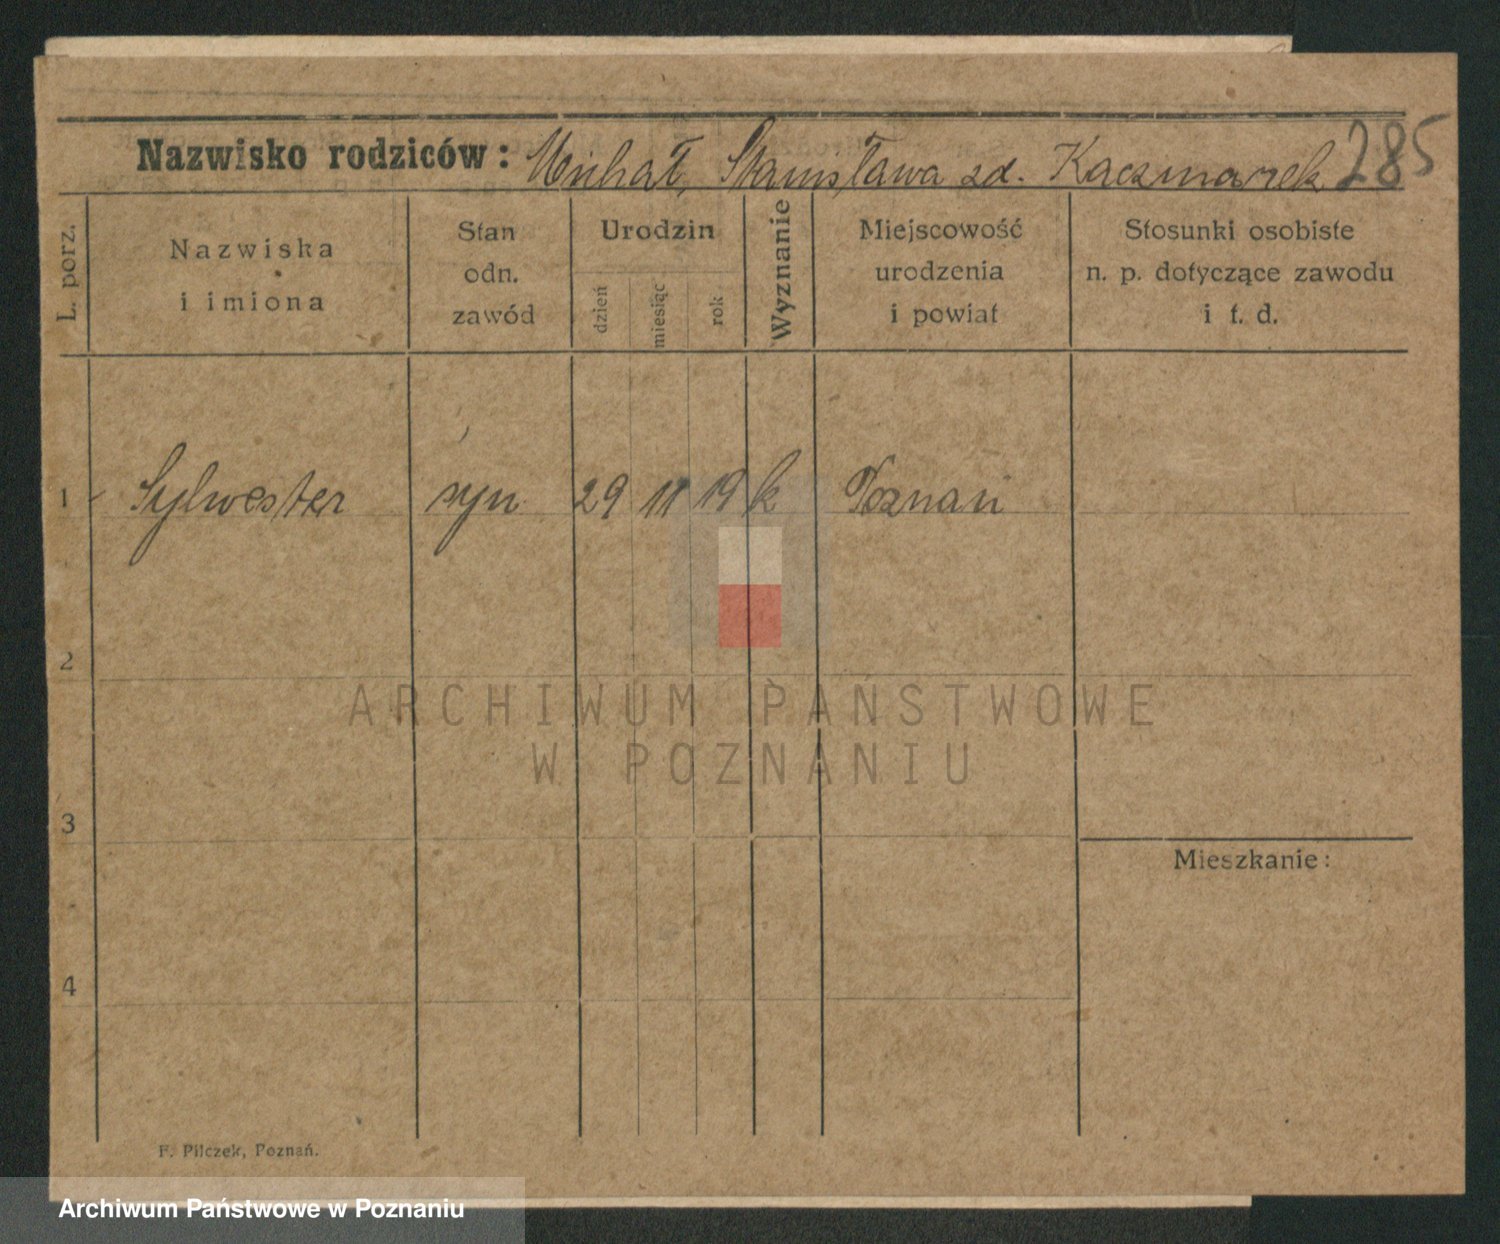 Nazwisko rodziców: Michał, Stanisława zd. Kaczmarek 285
L. porz.
Nazwiska
i imiona
Stan
odn.
zawód
Urodzin
dzień
miesiąc
rok
Wyznanie
Miejscowość
urodzenia
i powiat
Stosunki osobiste
n. p. dotyczące zawodu
i t. d.
1 Sylwester syn 29 11 19 k Poznań
2
ARCHIWUM PAŃSTWOWE
W POZNANIU
3
Mieszkanie:
4
F. Pilczek, Poznań.
Archiwum Państwowe w Poznaniu